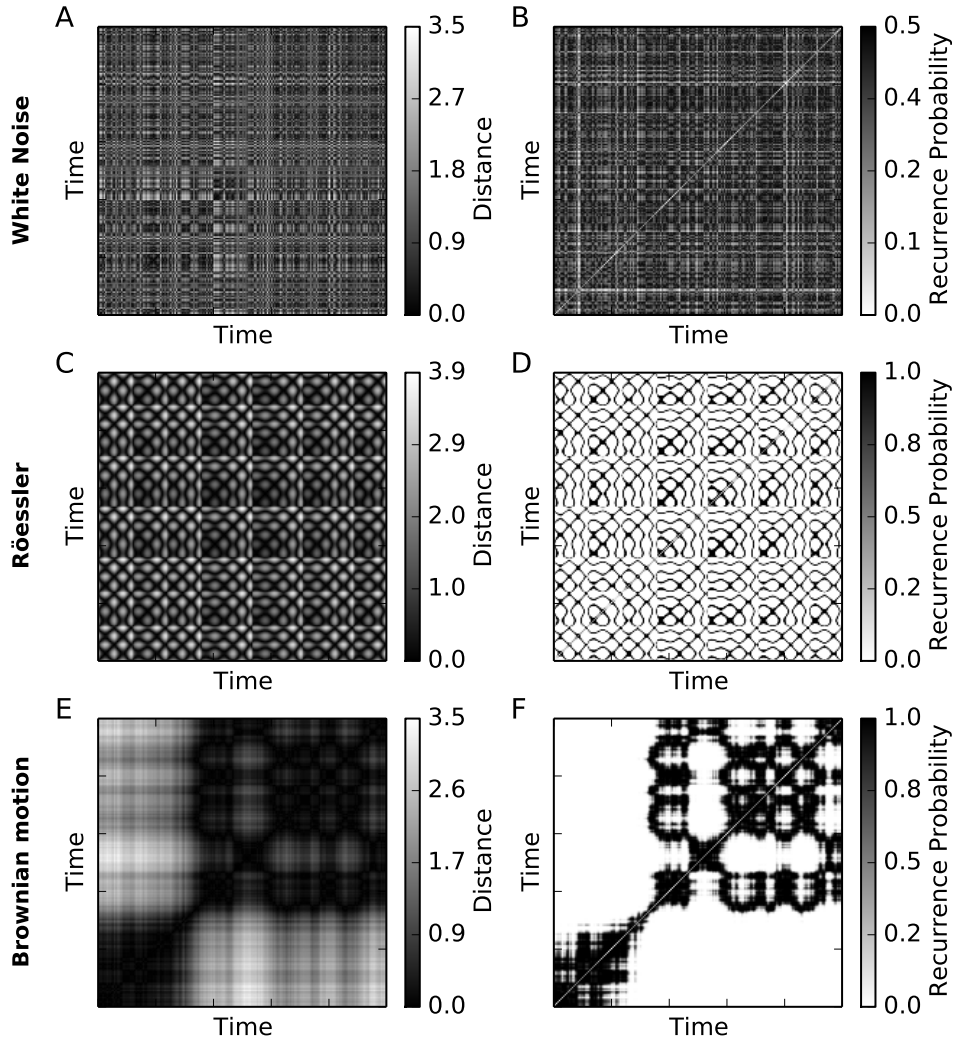 A
B
White Noise
Time
Time
3.5
2.7
1.8
0.9
0.0
Distance
Time
Time
0.5
0.4
0.2
0.1
0.0
Recurrence Probability
C
D
Röessler
Time
Time
3.9
2.9
2.0
1.0
0.0
Distance
Time
Time
1.0
0.8
0.5
0.2
0.0
Recurrence Probability
E
F
Brownian motion
Time
Time
3.5
2.6
1.7
0.9
0.0
Distance
Time
Time
1.0
0.8
0.5
0.2
0.0
Recurrence Probability